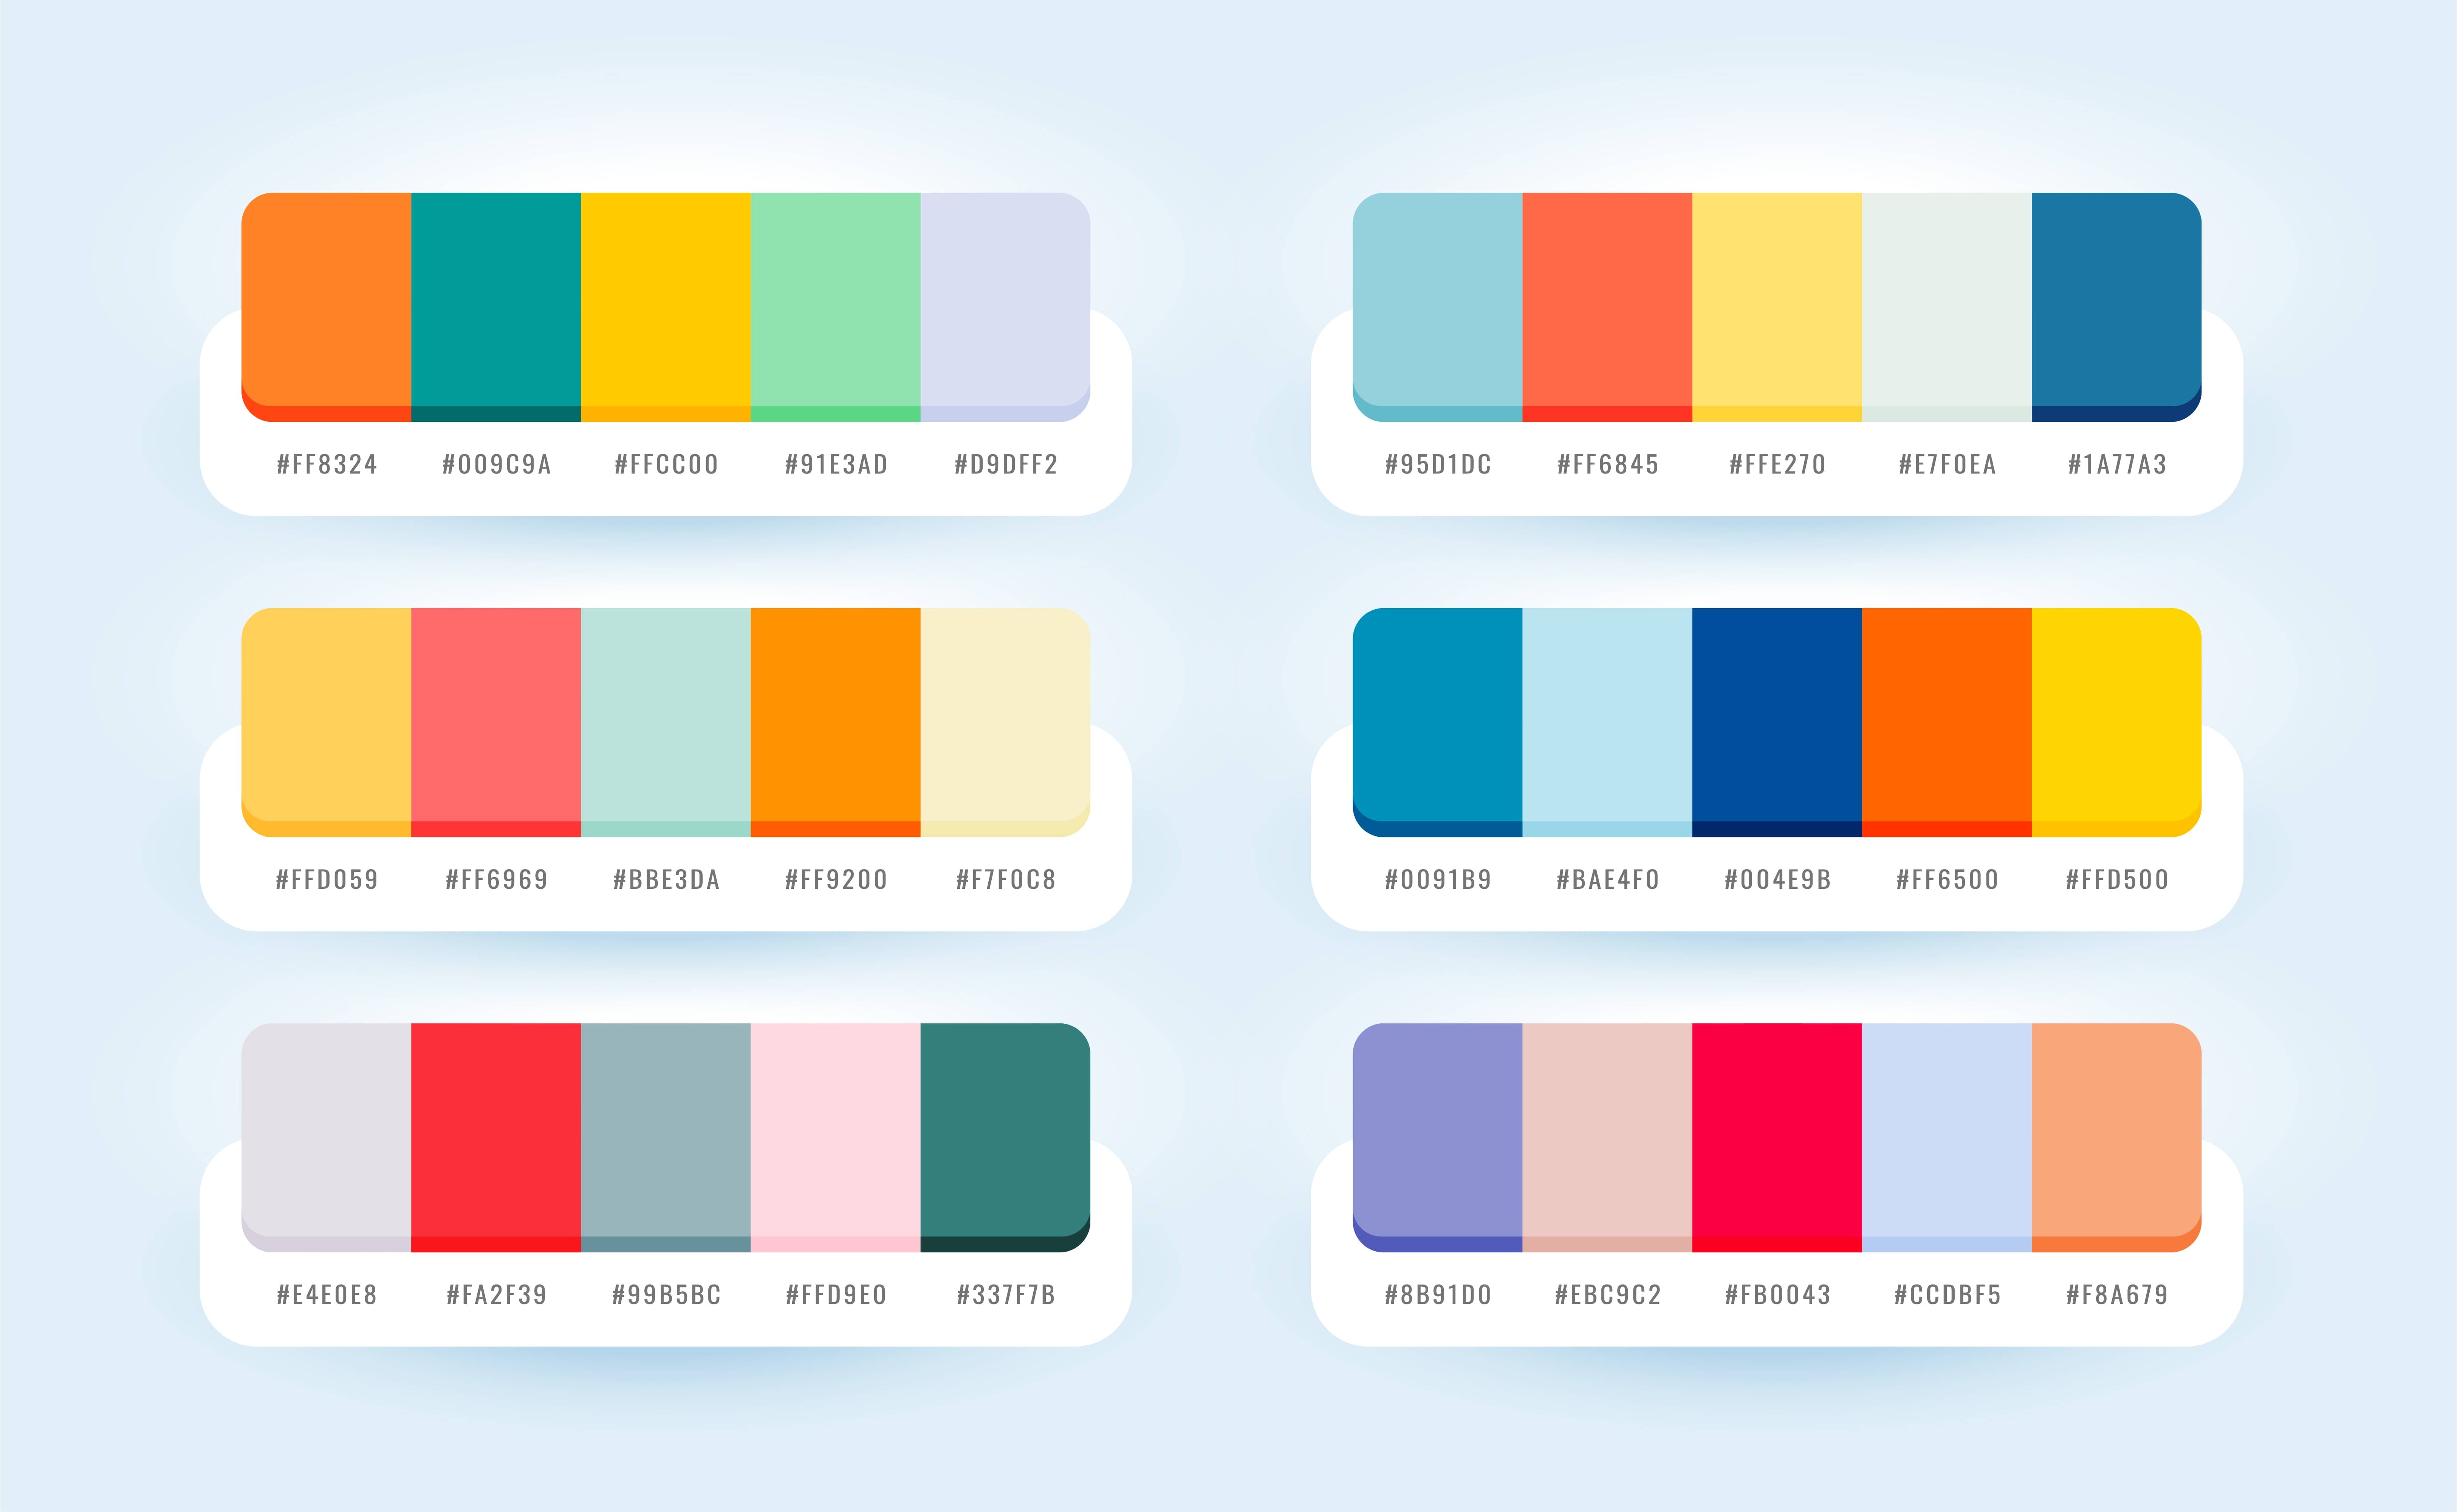 #FF8324 #009C9A #FFCC00 #91E3AD #D9DFF2
#95D1DC #FF6845 #FFE270 #E7F0EA #1A77A3
#FFD059 #FF6969 #BBE3DA #FF9200 #F7F0C8
#0091B9 #BAE4F0 #004E9B #FF6500 #FFD500
#E4E0E8 #FA2F39 #99B5BC #FFD9E0 #337F7B
#8B91D0 #EBC9C2 #FB0043 #CCDBF5 #F8A679